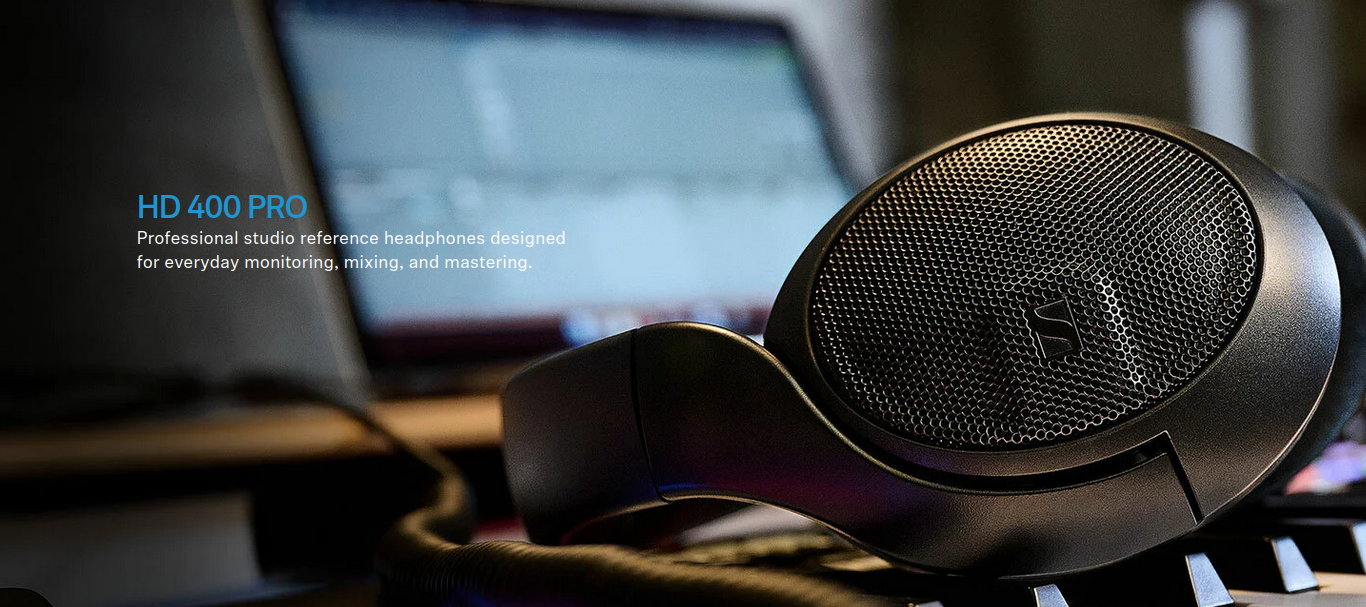 HD 400 PRO
Professional studio reference headphones designed
for everyday monitoring, mixing, and mastering.